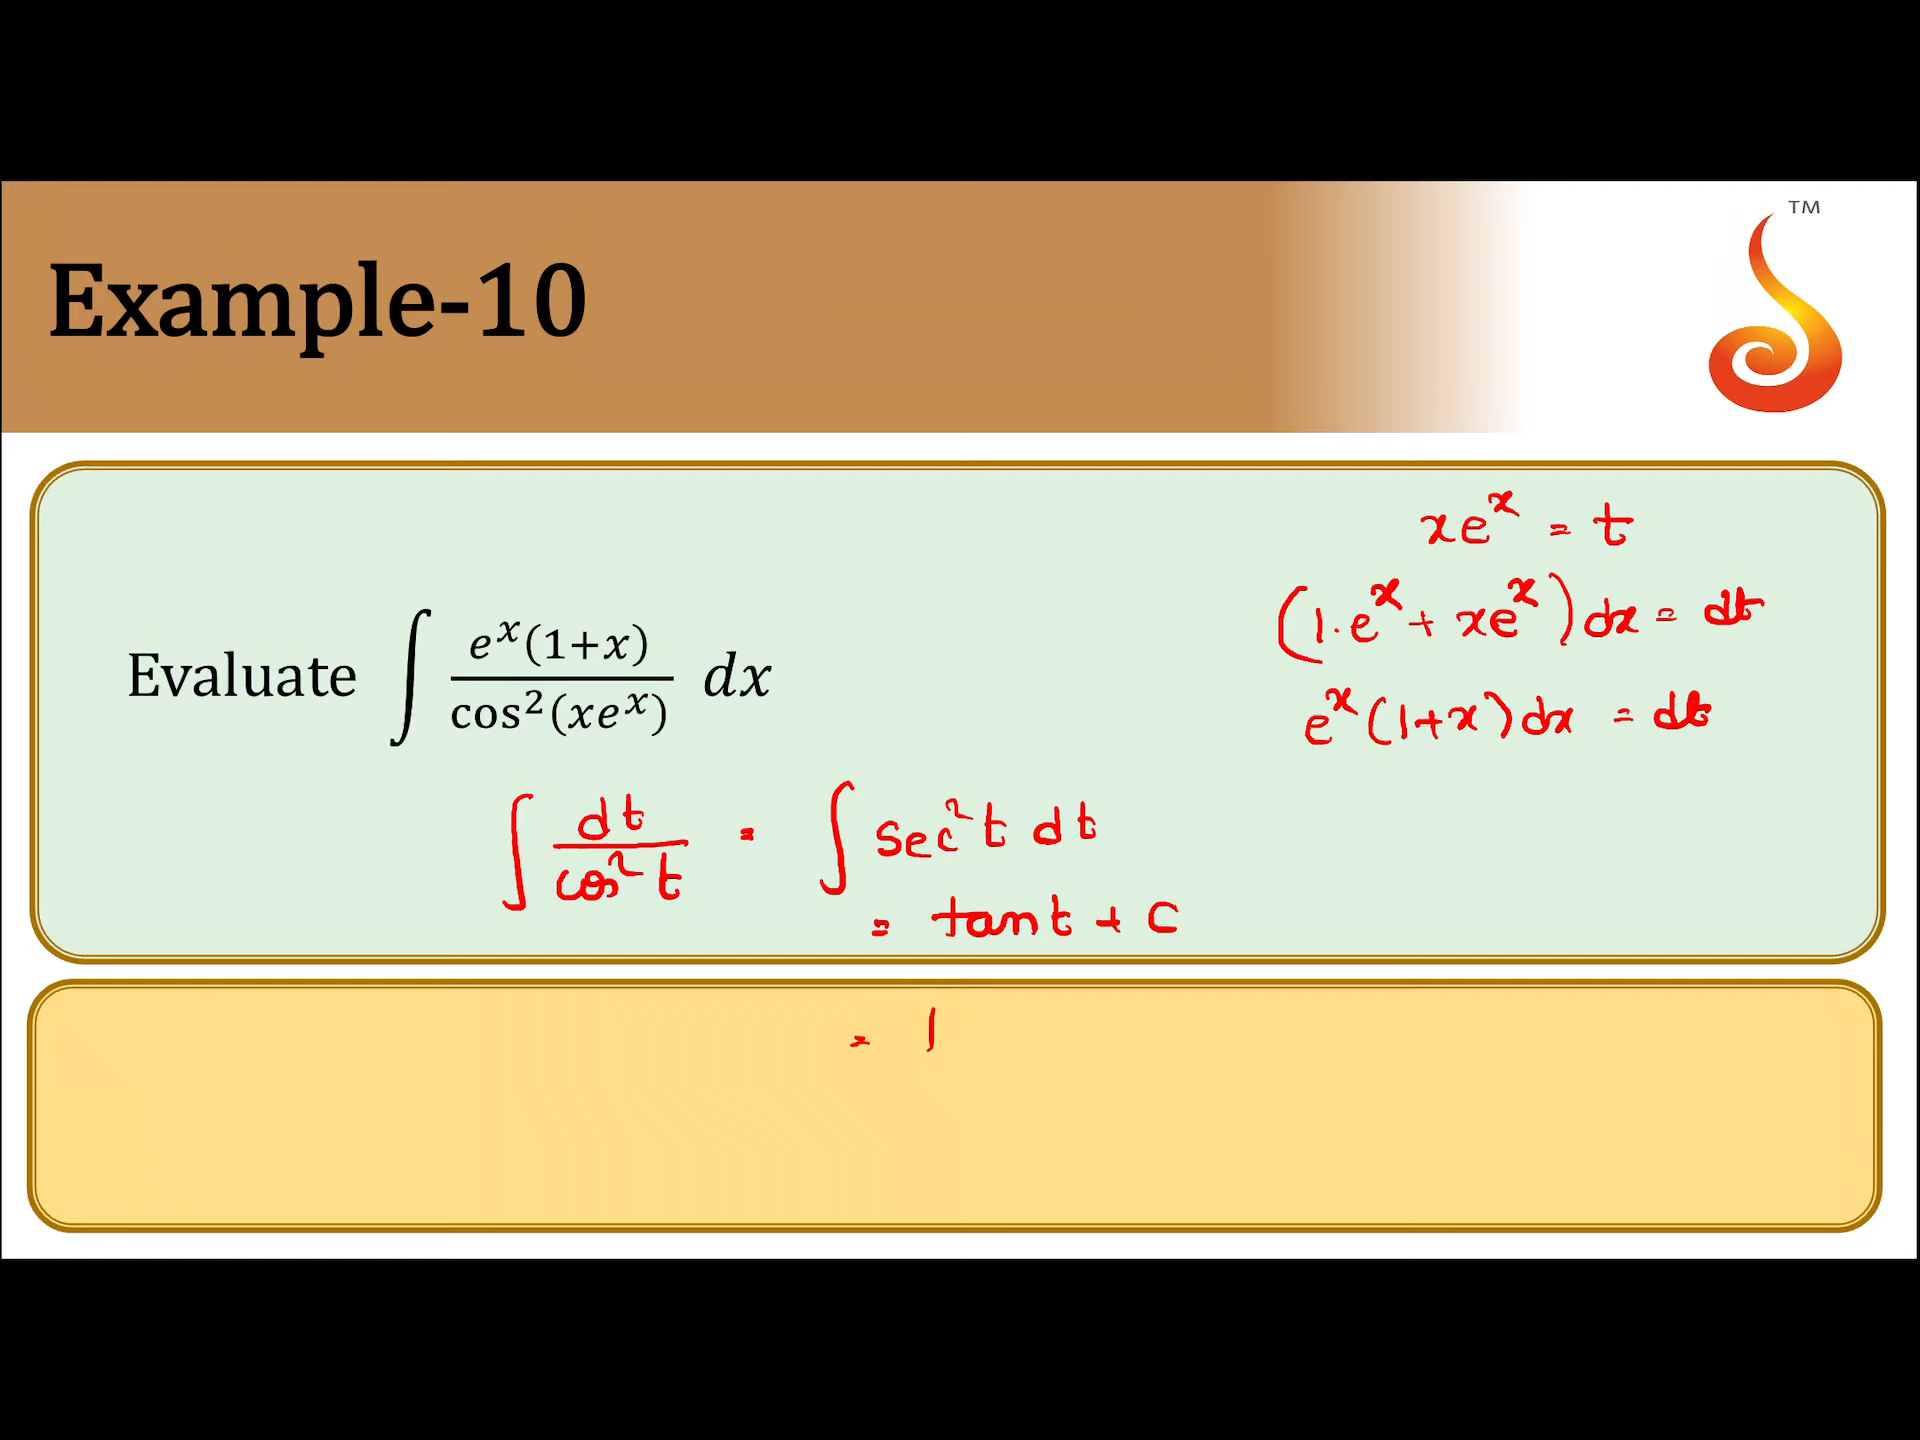 TM
Example-10
xe^x = t
(1·e^x + xe^x)dx = dt
Evaluate ∫ e^x(1+x)/cos²(xe^x) dx
e^x(1+x)dx = dt
∫ dt/cos²t = ∫ sec²t dt
= tan t + C
=